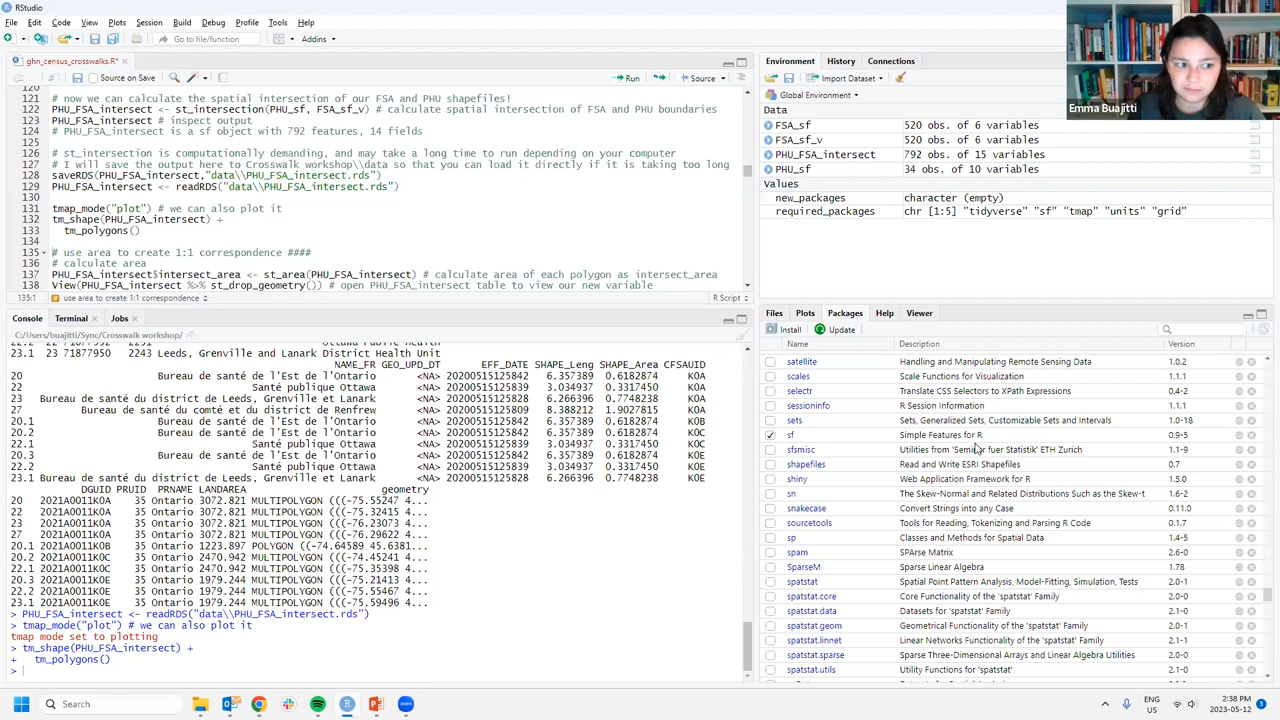 RStudio
File Edit Code View Plots Session Build Debug Profile Tools Help
Go to file/function Addins
ghn_census_crosswalks.R*
Source on Save Run Source
120
121 # now we can calculate the spatial intersection of our FSA and PHU shapefiles
122 PHU_FSA_intersect <- st_intersection(PHU_sf, FSA_sf_v) # calculate spatial intersection of FSA and PHU boundaries
123 PHU_FSA_intersect # inspect output
124 # PHU_FSA_intersect is a sf object with 792 features, 14 fields
125
126 # st_intersection is computationally demanding, and may take a long time to run depending on your computer
127 # I will save the output here to Crosswalk workshop\\data so that you can load it directly if it is taking too long
128 saveRDS(PHU_FSA_intersect,"data\\PHU_FSA_intersect.rds")
129 PHU_FSA_intersect <- readRDS("data\\PHU_FSA_intersect.rds")
130
131 tmap_mode("plot") # we can also plot it
132 tm_shape(PHU_FSA_intersect) +
133 tm_polygons()
134
135 # use area to create 1:1 correspondence ####
136 # calculate area
137 PHU_FSA_intersect$intersect_area <- st_area(PHU_FSA_intersect) # calculate area of each polygon as intersect_area
138 View(PHU_FSA_intersect %>% st_drop_geometry()) # open PHU_FSA_intersect table to view our new variable
135:1 use area to create 1:1 correspondence R Script
Console Terminal Jobs
C:/Users/buajitti/Sync/Crosswalk workshop/
22.2 Ottawa Public Health
23.1 23 71877950 2243 Leeds, Grenville and Lanark District Health Unit
NAME_FR GEO_UPD_DT EFF_DATE SHAPE_Leng SHAPE_Area CFSAUID
20 Bureau de santé de l'Est de l'Ontario <NA> 20200515125842 6.357389 0.6182874 K0A
22 Santé publique Ottawa <NA> 20200515125839 3.034937 0.3317450 K0A
23 Bureau de santé du district de Leeds, Grenville et Lanark <NA> 20200515125839 6.266396 0.7748238 K0A
27 Bureau de santé du comté et du district de Renfrew <NA> 20200515125809 8.388212 1.9027815 K0A
20.1 Bureau de santé de l'Est de l'Ontario <NA> 20200515125842 6.357389 0.6182874 K0B
20.2 Bureau de santé de l'Est de l'Ontario <NA> 20200515125842 6.357389 0.6182874 K0C
22.1 Santé publique Ottawa <NA> 20200515125839 3.034937 0.3317450 K0C
20.3 Bureau de santé de l'Est de l'Ontario <NA> 20200515125842 6.357389 0.6182874 K0E
22.2 Santé publique Ottawa <NA> 20200515125839 3.034937 0.3317450 K0E
23.1 Bureau de santé du district de Leeds, Grenville et Lanark <NA> 20200515125839 6.266396 0.7748238 K0E
DGUID PRUID PRNAME LANDAREA geometry
20 2021A0011K0A 35 Ontario 3072.821 MULTIPOLYGON (((-75.55247 4...
22 2021A0011K0A 35 Ontario 3072.821 MULTIPOLYGON (((-75.32415 4...
23 2021A0011K0A 35 Ontario 3072.821 MULTIPOLYGON (((-76.23073 4...
27 2021A0011K0A 35 Ontario 3072.821 MULTIPOLYGON (((-76.29622 4...
20.1 2021A0011K0B 35 Ontario 1223.897 POLYGON ((-74.64589 45.6381...
20.2 2021A0011K0C 35 Ontario 2470.942 MULTIPOLYGON (((-74.45241 4...
22.1 2021A0011K0C 35 Ontario 2470.942 MULTIPOLYGON (((-75.35398 4...
20.3 2021A0011K0E 35 Ontario 1979.244 MULTIPOLYGON (((-75.21413 4...
22.2 2021A0011K0E 35 Ontario 1979.244 MULTIPOLYGON (((-75.55467 4...
23.1 2021A0011K0E 35 Ontario 1979.244 MULTIPOLYGON (((-75.59496 4...
> PHU_FSA_intersect <- readRDS("data\\PHU_FSA_intersect.rds")
> tmap_mode("plot") # we can also plot it
tmap mode set to plotting
> tm_shape(PHU_FSA_intersect) +
+ tm_polygons()
>
Environment History Connections
Import Dataset
Global Environment
Data
FSA_sf 520 obs. of 6 variables
FSA_sf_v 520 obs. of 6 variables
PHU_FSA_intersect 792 obs. of 15 variables
PHU_sf 34 obs. of 10 variables
Values
new_packages character (empty)
required_packages chr [1:5] "tidyverse" "sf" "tmap" "units" "grid"
Files Plots Packages Help Viewer
Install Update
Name Description Version
satellite Handling and Manipulating Remote Sensing Data 1.0.2
scales Scale Functions for Visualization 1.1.1
selectr Translate CSS Selectors to XPath Expressions 0.4-2
sessioninfo R Session Information 1.1.1
sets Sets, Generalized Sets, Customizable Sets and Intervals 1.0-18
sf Simple Features for R 0.9-5
sfsmisc Utilities from 'Seminar fuer Statistik' ETH Zurich 1.1-9
shapefiles Read and Write ESRI Shapefiles 0.7
shiny Web Application Framework for R 1.5.0
sn The Skew-Normal and Related Distributions Such as the Skew-t 1.6-2
snakecase Convert Strings into any Case 0.11.0
sourcetools Tools for Reading, Tokenizing and Parsing R Code 0.1.7
sp Classes and Methods for Spatial Data 1.4-5
spam SPArse Matrix 2.6-0
SparseM Sparse Linear Algebra 1.78
spatstat Spatial Point Pattern Analysis, Model-Fitting, Simulation, Tests 2.0-1
spatstat.core Core Functionality of the 'spatstat' Family 2.0-0
spatstat.data Datasets for 'spatstat' Family 2.1-0
spatstat.geom Geometrical Functionality of the 'spatstat' Family 2.0-1
spatstat.linnet Linear Networks Functionality of the 'spatstat' Family 2.1-1
spatstat.sparse Sparse Three-Dimensional Arrays and Linear Algebra Utilities 2.0-0
spatstat.utils Utility Functions for 'spatstat' 2.1-0
Emma Buajitti
Search
ENG
US
2:38 PM
2023-05-12
3